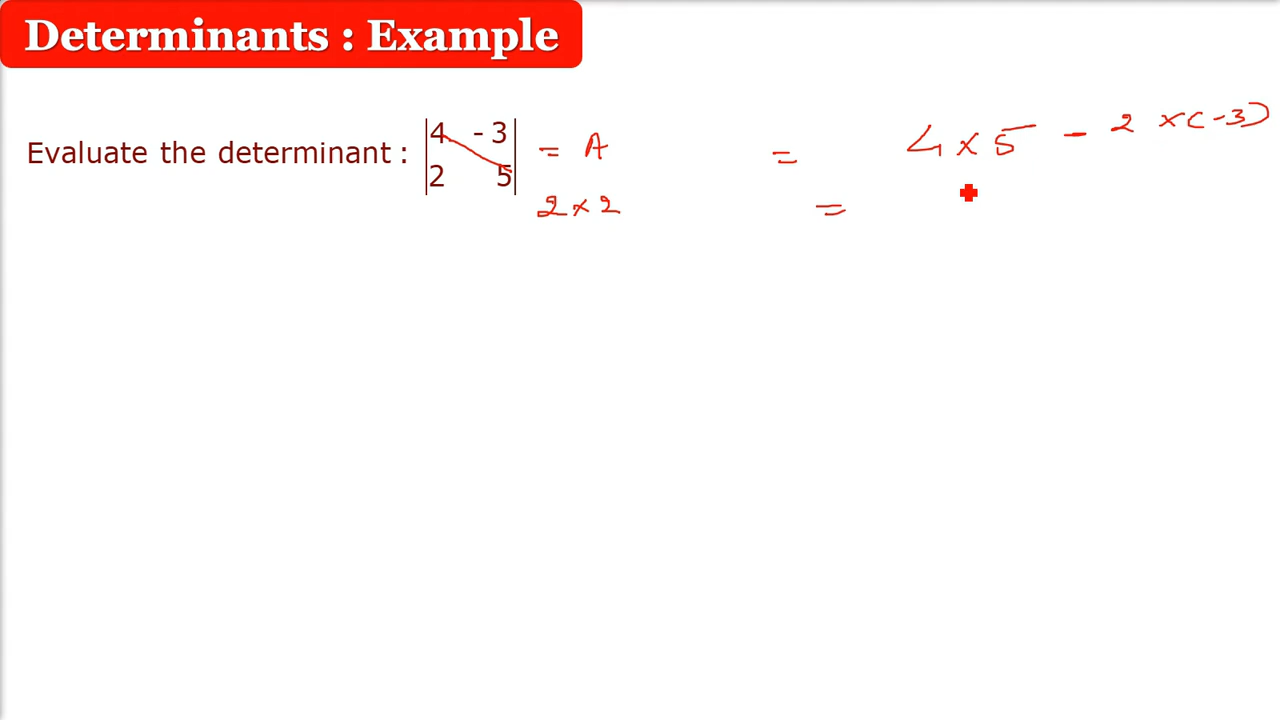 Determinants : Example
Evaluate the determinant : |4 -3| = A = 4 × 5 - 2 × (-3)
|2 5| 2 × 2 =